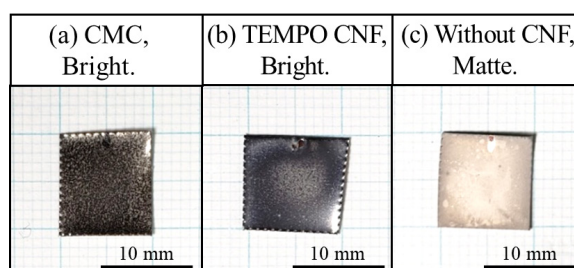 (a) CMC,
Bright.
(b) TEMPO CNF,
Bright.
(c) Without CNF,
Matte.
10 mm
10 mm
10 mm